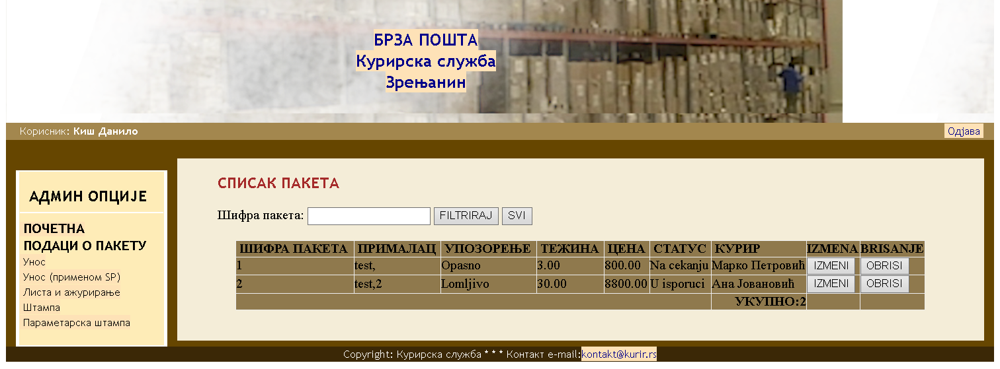 БРЗА ПОШТА
Курирска служба
Зрењанин
Корисник: Киш Данило Одјава
АДМИН ОПЦИЈЕ
ПОЧЕТНА
ПОДАЦИ О ПАКЕТУ
Унос
Унос (применом SP)
Листа и ажурирање
Штампа
Параметарска штампа
СПИСАК ПАКЕТА
Шифра пакета: FILTRIRAJ SVI
ШИФРА ПАКЕТА ПРИМАЛАЦ УПОЗОРЕЊЕ ТЕЖИНА ЦЕНА СТАТУС КУРИР IZMENA BRISANJE
1 test, Opasno 3.00 800.00 Na cekanju Марко Петровић IZMENI OBRISI
2 test,2 Lomljivo 30.00 8800.00 U isporuci Ана Јовановић IZMENI OBRISI
УКУПНО:2
Copyright: Курирска служба * * * Контакт e-mail:kontakt@kurir.rs